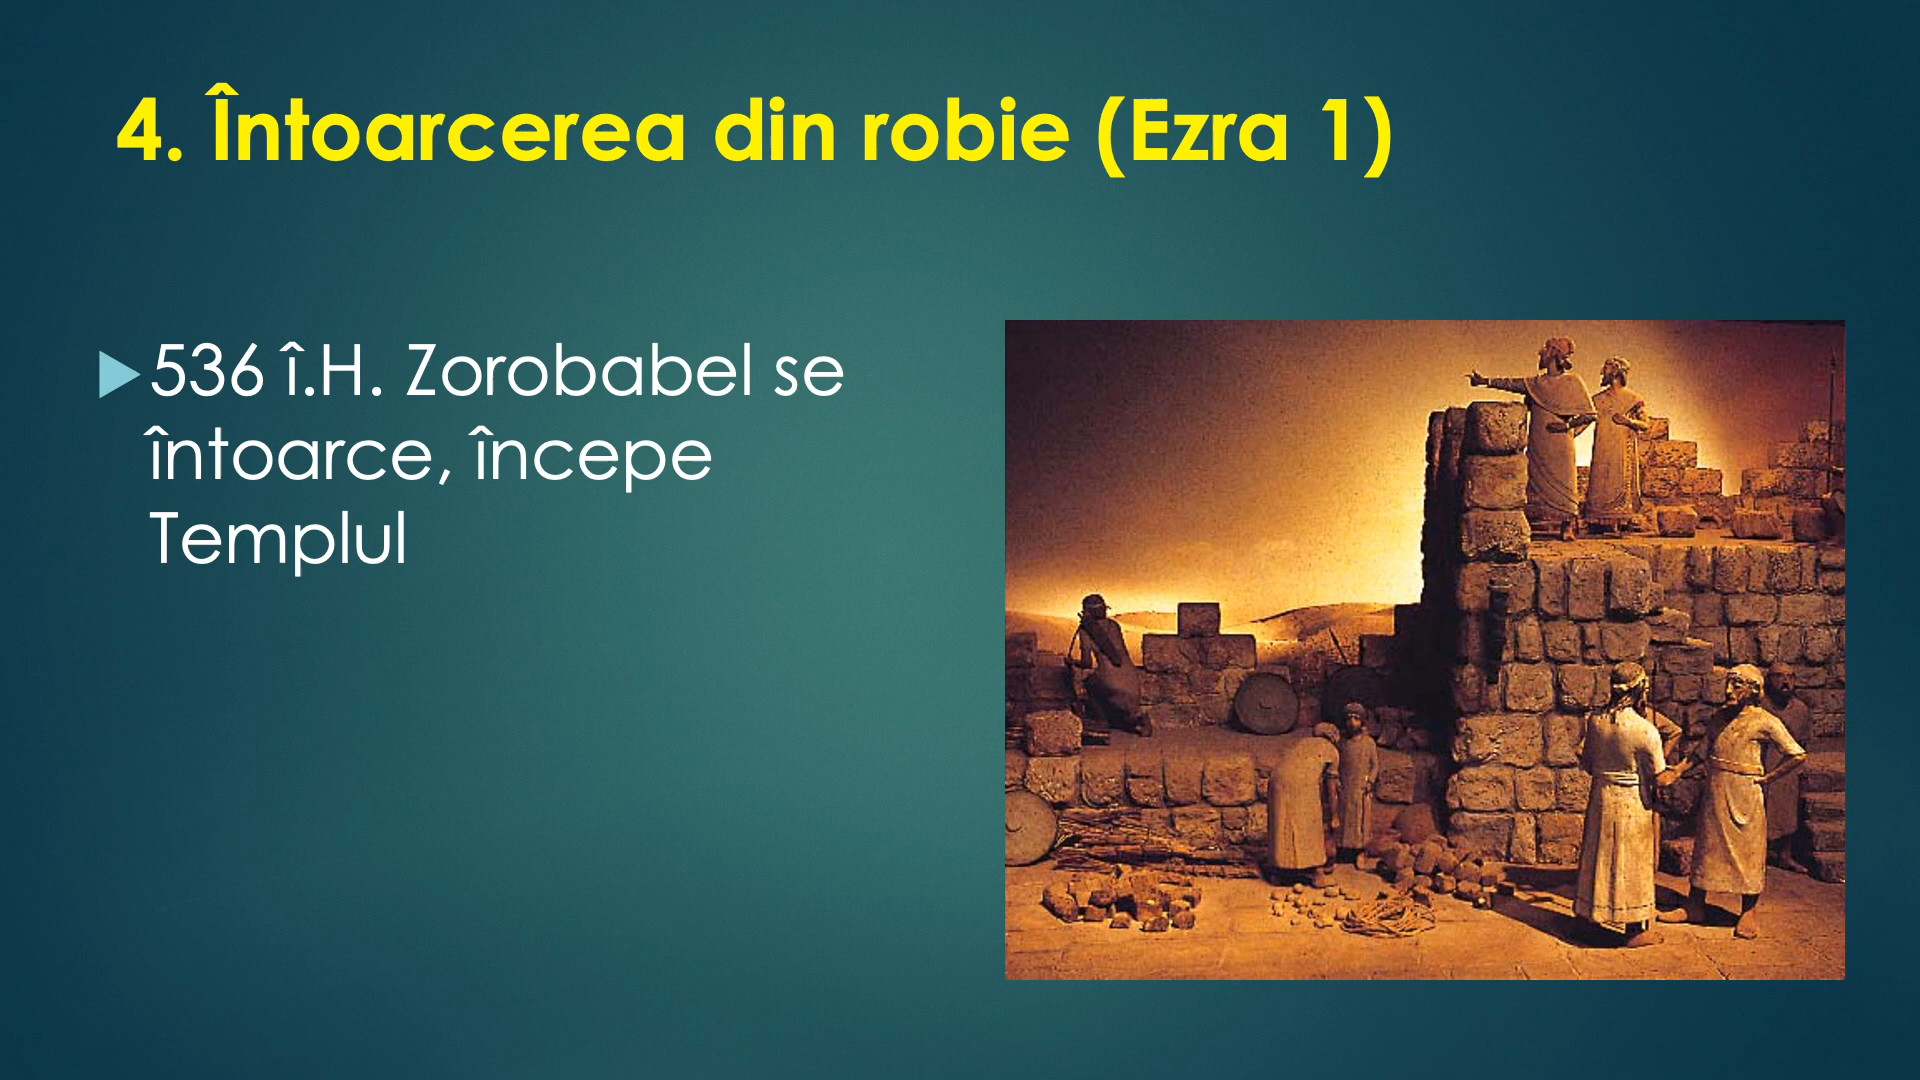 4. Întoarcerea din robie (Ezra 1)
536 î.H. Zorobabel se
întoarce, începe
Templul